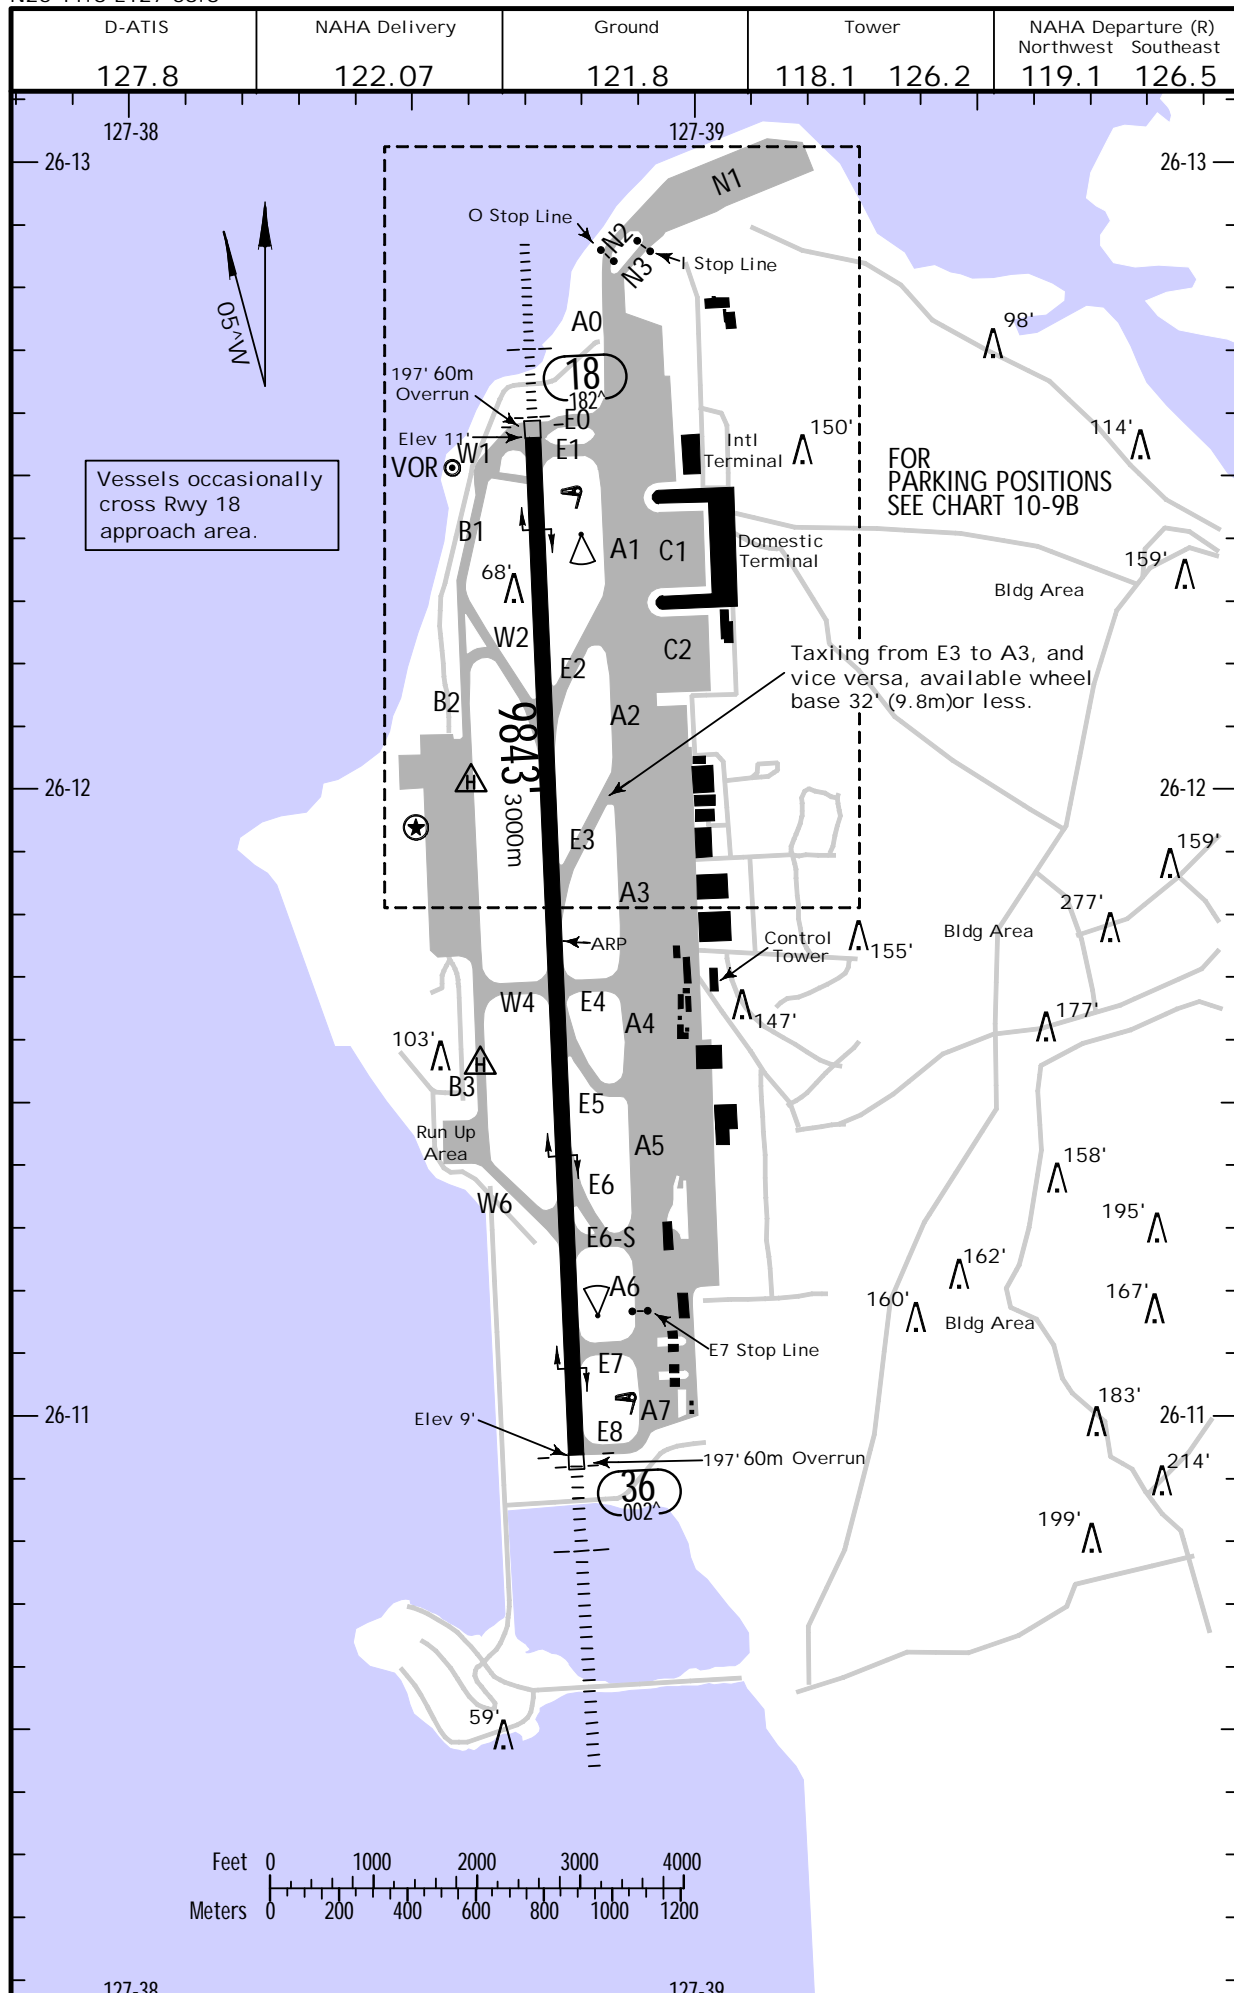 D-ATIS
127.8
NAHA Delivery
122.07
Ground
121.8
Tower
118.1 126.2
NAHA Departure (R)
Northwest Southeast
119.1 126.5
127-38
127-39
26-13
26-13
N1
O Stop Line
N2
N3
I Stop Line
05^W
A0
98'
18
182^
197' 60m
Overrun
E0
Elev 11'
E1
W1
VOR
Intl
Terminal
150'
114'
FOR
PARKING POSITIONS
SEE CHART 10-9B
Vessels occasionally
cross Rwy 18
approach area.
B1
A1
C1
Domestic
Terminal
68'
159'
Bldg Area
W2
E2
C2
Taxiing from E3 to A3, and
vice versa, available wheel
base 32' (9.8m)or less.
B2
A2
9843'
3000m
26-12
26-12
H
E3
159'
A3
277'
ARP
Control
Tower
155'
Bldg Area
W4
E4
A4
147'
177'
103'
H
B3
E5
Run Up
Area
A5
158'
E6
W6
195'
E6-S
A6
162'
167'
160'
Bldg Area
E7 Stop Line
E7
183'
26-11
26-11
Elev 9'
A7
E8
197' 60m Overrun
214'
36
002^
199'
59'
Feet 0 1000 2000 3000 4000
Meters 0 200 400 600 800 1000 1200
127-38
127-39